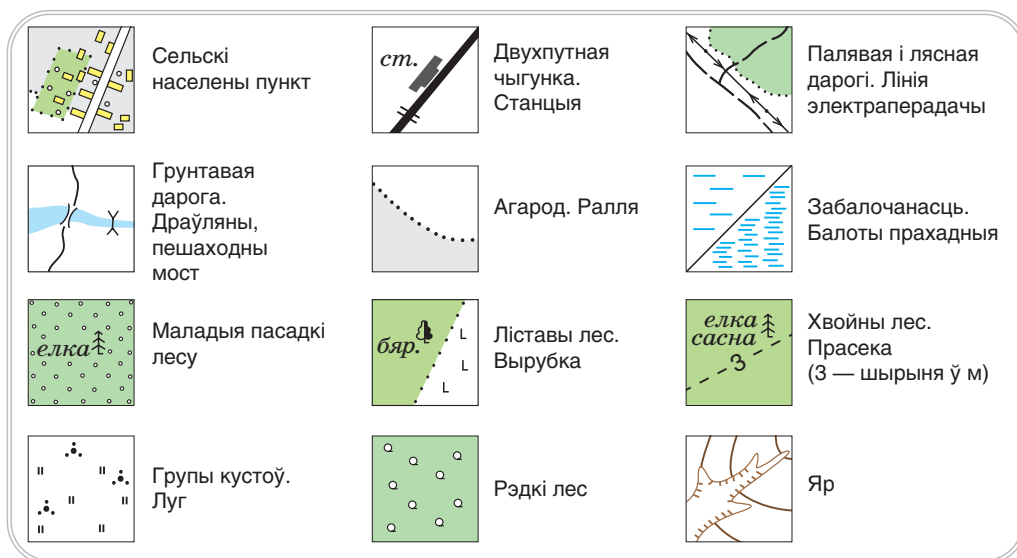 Сельскі
населены пункт
ст.
Двухпутная
чыгунка.
Станцыя
Палявая і лясная
дарогі. Лінія
электраперадачы
Грунтавая
дарога.
Драўляны,
пешаходны
мост
Агарод. Ралля
Забалочанасць.
Балоты прахадныя
елка
Маладыя пасадкі
лесу
бяр.
Ліставы лес.
Вырубка
елка
сасна
3
Хвойны лес.
Прасека
(3 — шырыня ў м)
Групы кустоў.
Луг
Рэдкі лес
Яр